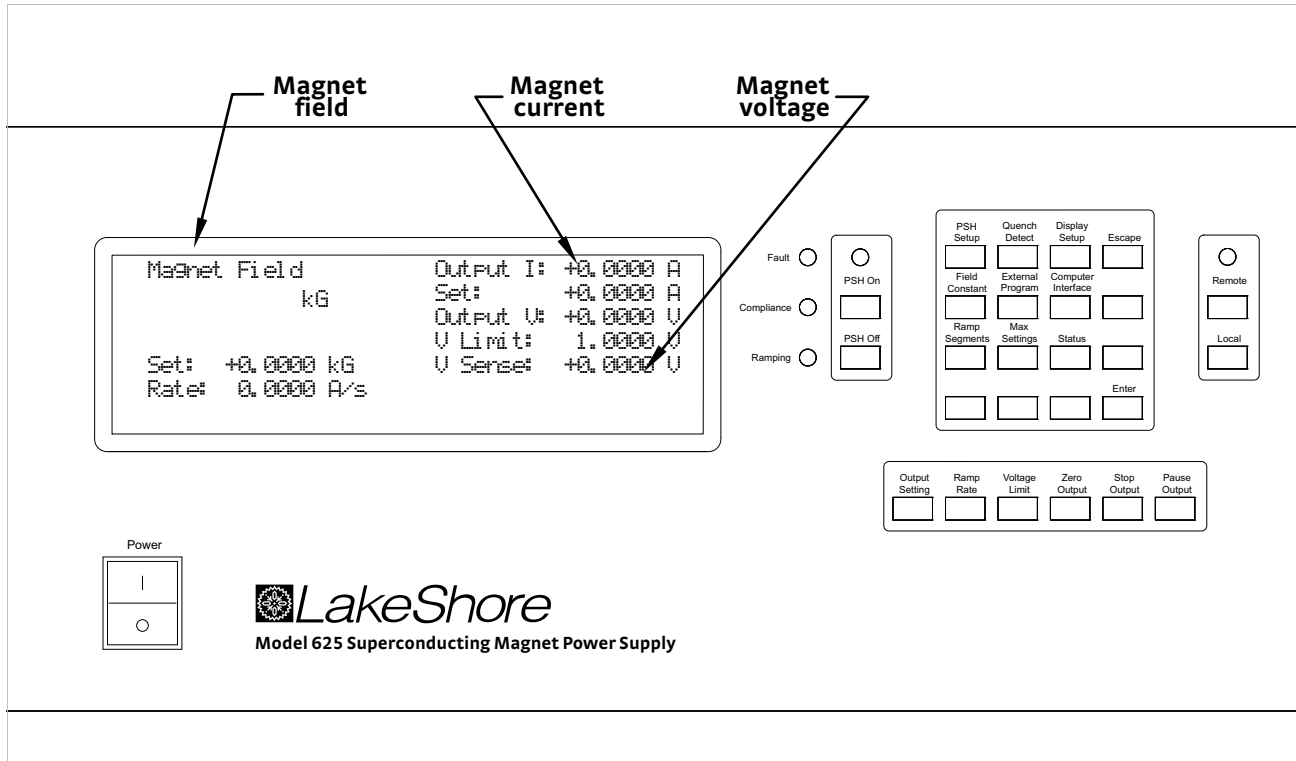 Magnet
field
Magnet
current
Magnet
voltage
Magnet Field
kG
Set: +0.0000 kG
Rate: 0.0000 A/s
Output I: +0.0000 A
Set: +0.0000 A
Output V: +0.0000 V
V Limit: 1.0000 V
V Sense: +0.0000 V
Fault
Compliance
Ramping
PSH On
PSH Off
PSH
Setup
Quench
Detect
Display
Setup
Escape
Field
Constant
External
Program
Computer
Interface
Ramp
Segments
Max
Settings
Status
Enter
Remote
Local
Output
Setting
Ramp
Rate
Voltage
Limit
Zero
Output
Stop
Output
Pause
Output
Power
LakeShore
Model 625 Superconducting Magnet Power Supply